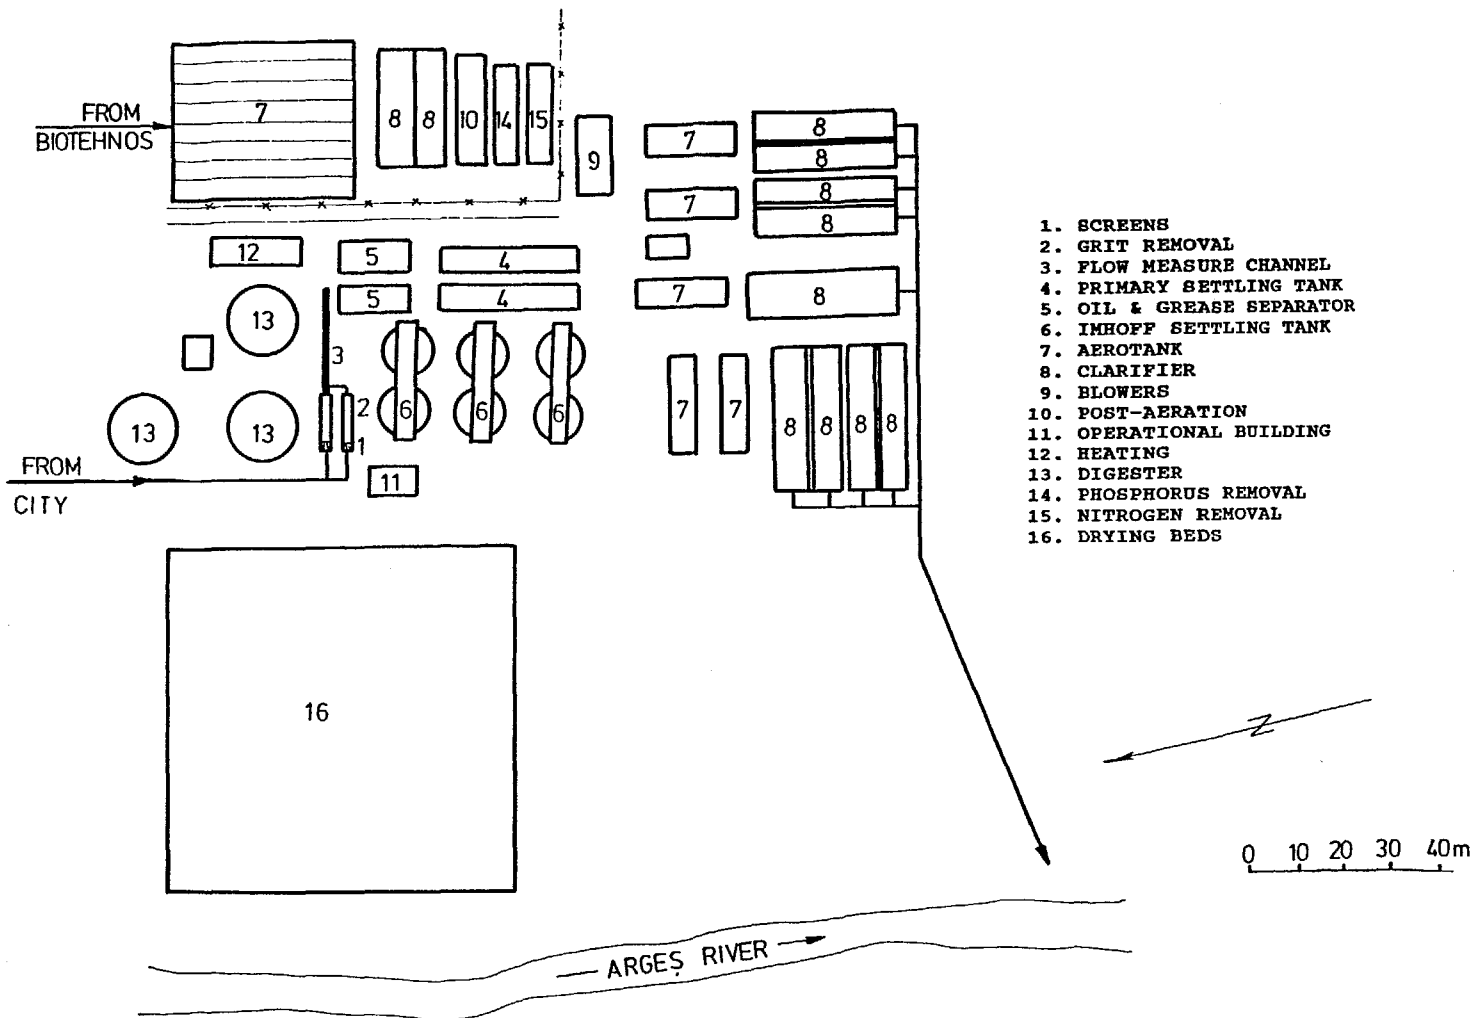 FROM
BIOTEHNOS
7
8 8 10 14 15
9
7
8
8
7
8
8
12
5
4
5
4
7
8
13
3
6 6 6
7 7
8 8 8 8
13
13
2
1
11
FROM
CITY
16
1. SCREENS
2. GRIT REMOVAL
3. FLOW MEASURE CHANNEL
4. PRIMARY SETTLING TANK
5. OIL & GREASE SEPARATOR
6. IMHOFF SETTLING TANK
7. AEROTANK
8. CLARIFIER
9. BLOWERS
10. POST-AERATION
11. OPERATIONAL BUILDING
12. HEATING
13. DIGESTER
14. PHOSPHORUS REMOVAL
15. NITROGEN REMOVAL
16. DRYING BEDS
N
0 10 20 30 40m
ARGEȘ RIVER